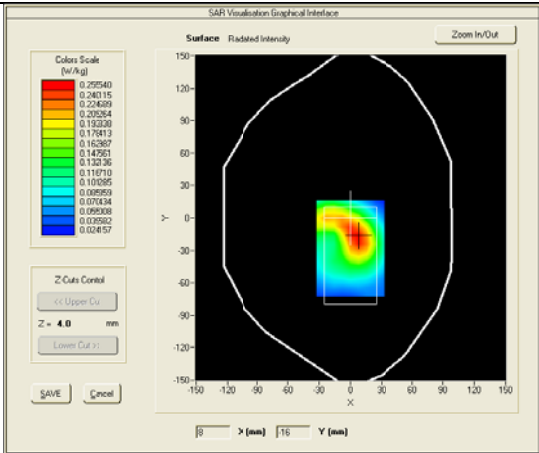 SAR Visualisation Graphical Interface
Surface Radiated Intensity
Zoom In/Out
Colors Scale
(W/kg)
0.255540
0.240115
0.224689
0.209264
0.193838
0.178413
0.162987
0.147561
0.132136
0.116710
0.101285
0.085859
0.070434
0.055008
0.039582
0.024157
150
120
90
60
30
0
-30
-60
-90
-120
-150
Y
-150 -120 -90 -60 -30 0 30 60 90 120 150
X
Z-Cuts Contol
<< Upper Cu
Z = 4.0 mm
Lower Cut >>
SAVE Cancel
8 X (mm) -16 Y (mm)